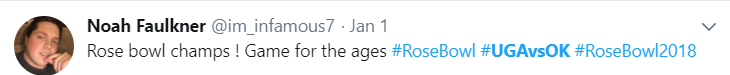 Noah Faulkner @im_infamous7 · Jan 1
Rose bowl champs ! Game for the ages #RoseBowl #UGAvsOK #RoseBowl2018